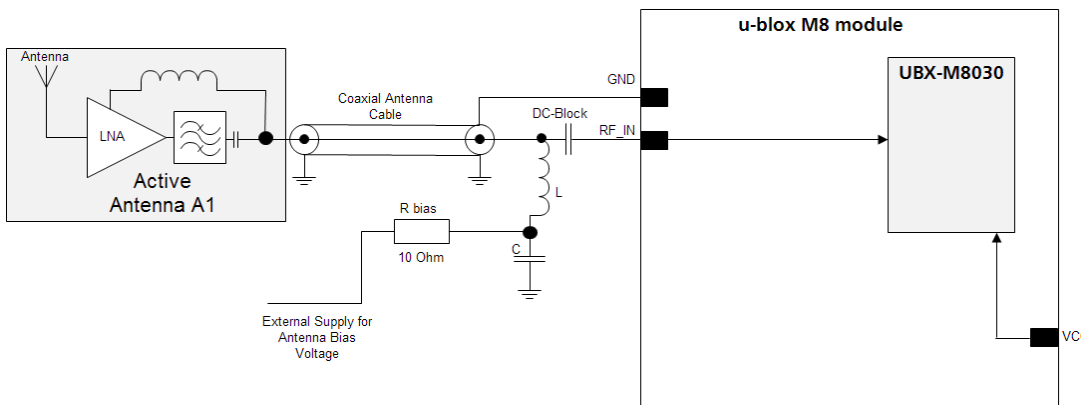 u-blox M8 module
Antenna
UBX-M8030
GND
Coaxial Antenna
Cable
DC-Block
RF_IN
LNA
Active
Antenna A1
L
R bias
10 Ohm
C
External Supply for
Antenna Bias
Voltage